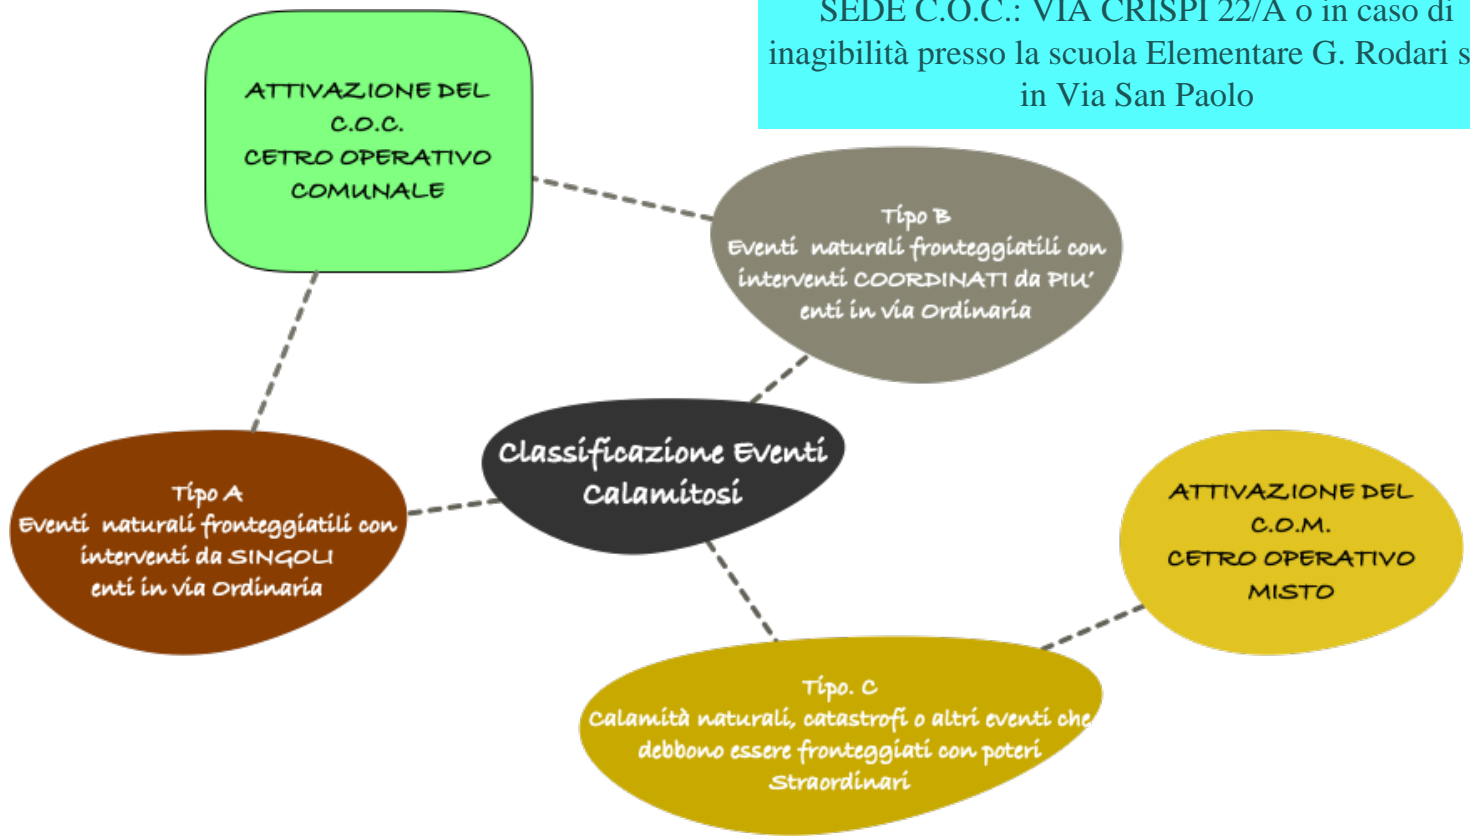 SEDE C.O.C.: VIA CRISPI 22/A o in caso di
inagibilità presso la scuola Elementare G. Rodari
in Via San Paolo
ATTIVAZIONE DEL
C.O.C.
CETRO OPERATIVO
COMUNALE
Tipo B
Eventi naturali fronteggiatili con
interventi COORDINATI da PIU'
enti in via Ordinaria
Classificazione Eventi
Calamitosi
Tipo A
Eventi naturali fronteggiatili con
interventi da SINGOLI
enti in via Ordinaria
ATTIVAZIONE DEL
C.O.M.
CETRO OPERATIVO
MISTO
Tipo. C
Calamità naturali, catastrofi o altri eventi che
debbono essere fronteggiati con poteri
Straordinari